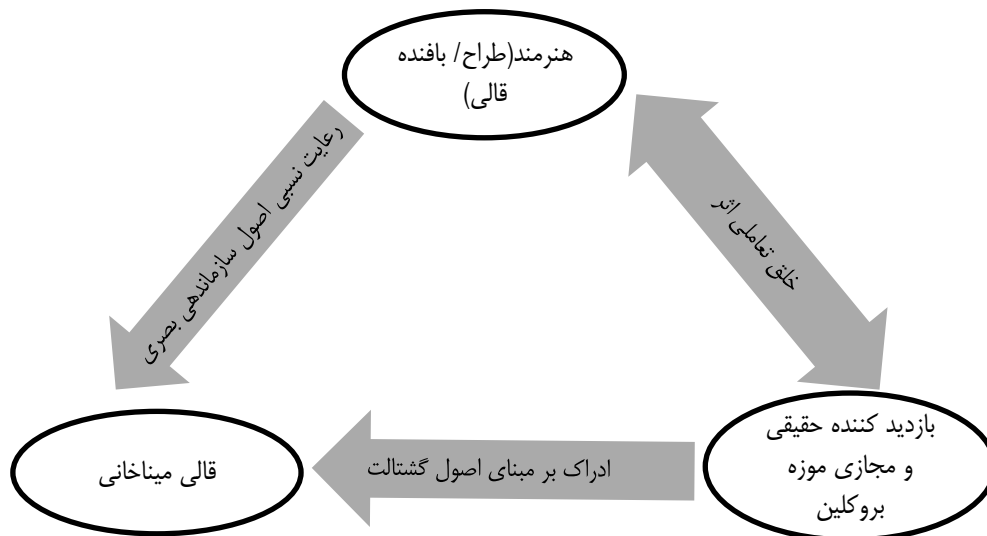 هنرمند(طراح/ بافنده
قالی)
رعایت نسبی اصول سازماندهی بصری
خلق تعاملی اثر
قالی میناخانی
ادراک بر مبنای اصول گشتالت
بازدید کننده حقیقی
و مجازی موزه
بروکلین